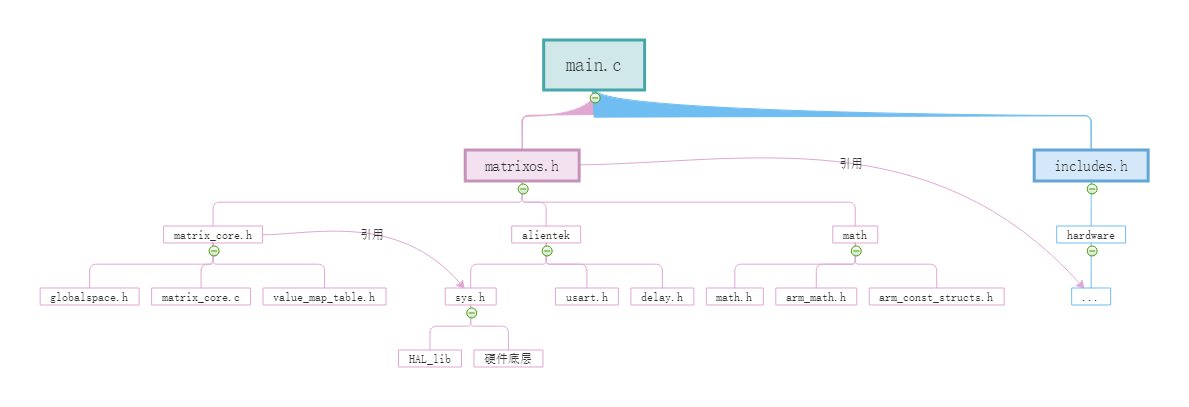 main.c
matrixos.h
引用
includes.h
matrix_core.h
引用
alientek
math
hardware
globalspace.h
matrix_core.c
value_map_table.h
sys.h
usart.h
delay.h
math.h
arm_math.h
arm_const_structs.h
...
HAL_lib
硬件底层